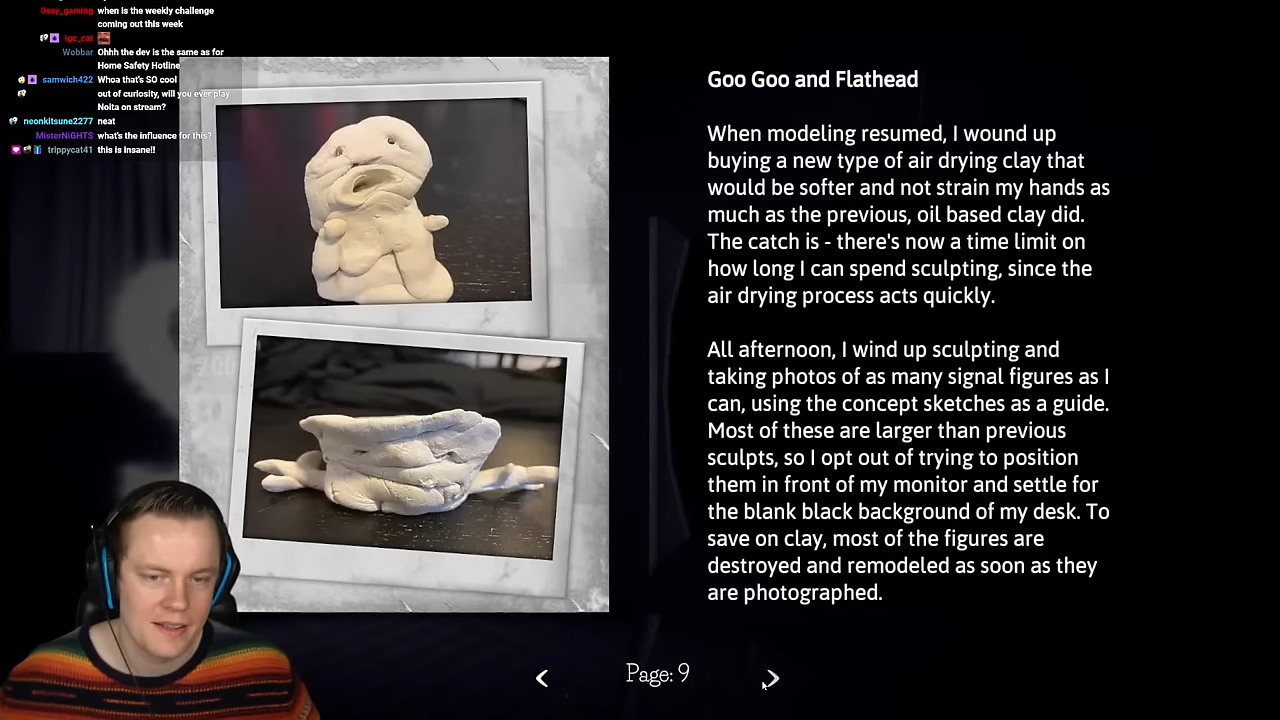 0ssy_gaming when is the weekly challenge
coming out this week
igc_cat
Wobbar Ohhh the dev is the same as for
Home Safety Hotline
samwich422 Whoa that's SO cool
out of curiosity, will you ever play
Noita on stream?
neonkitsune2277 neat
MisterNiGHTS what's the influence for this?
trippycat41 this is insane!!
Goo Goo and Flathead
When modeling resumed, I wound up
buying a new type of air drying clay that
would be softer and not strain my hands as
much as the previous, oil based clay did.
The catch is - there's now a time limit on
how long I can spend sculpting, since the
air drying process acts quickly.
All afternoon, I wind up sculpting and
taking photos of as many signal figures as I
can, using the concept sketches as a guide.
Most of these are larger than previous
sculpts, so I opt out of trying to position
them in front of my monitor and settle for
the blank black background of my desk. To
save on clay, most of the figures are
destroyed and remodeled as soon as they
are photographed.
Page: 9